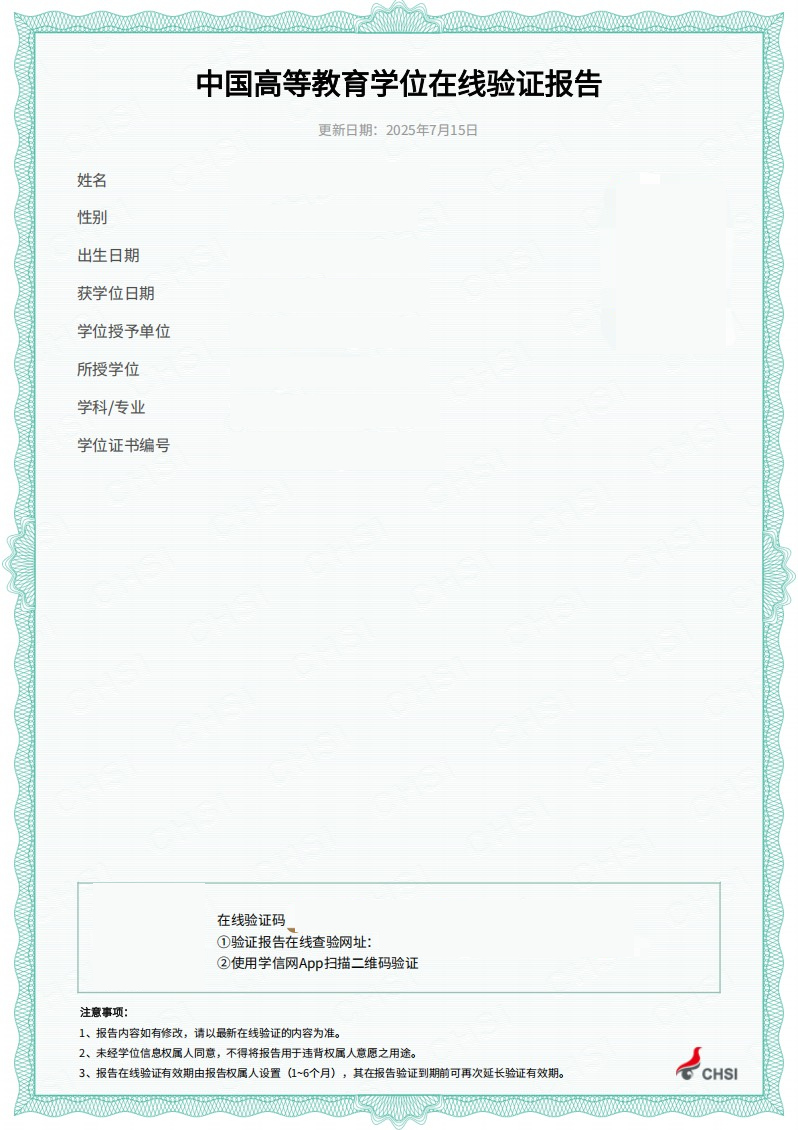 中国高等教育学位在线验证报告
更新日期：2025年7月15日
姓名
性别
出生日期
获学位日期
学位授予单位
所授学位
学科/专业
学位证书编号
在线验证码
①验证报告在线查验网址：
②使用学信网App扫描二维码验证
注意事项：
1、报告内容如有修改，请以最新在线验证的内容为准。
2、未经学位信息权属人同意，不得将报告用于违背权属人意愿之用途。
3、报告在线验证有效期由报告权属人设置（1~6个月），其在报告验证到期前可再次延长验证有效期。
CHSI